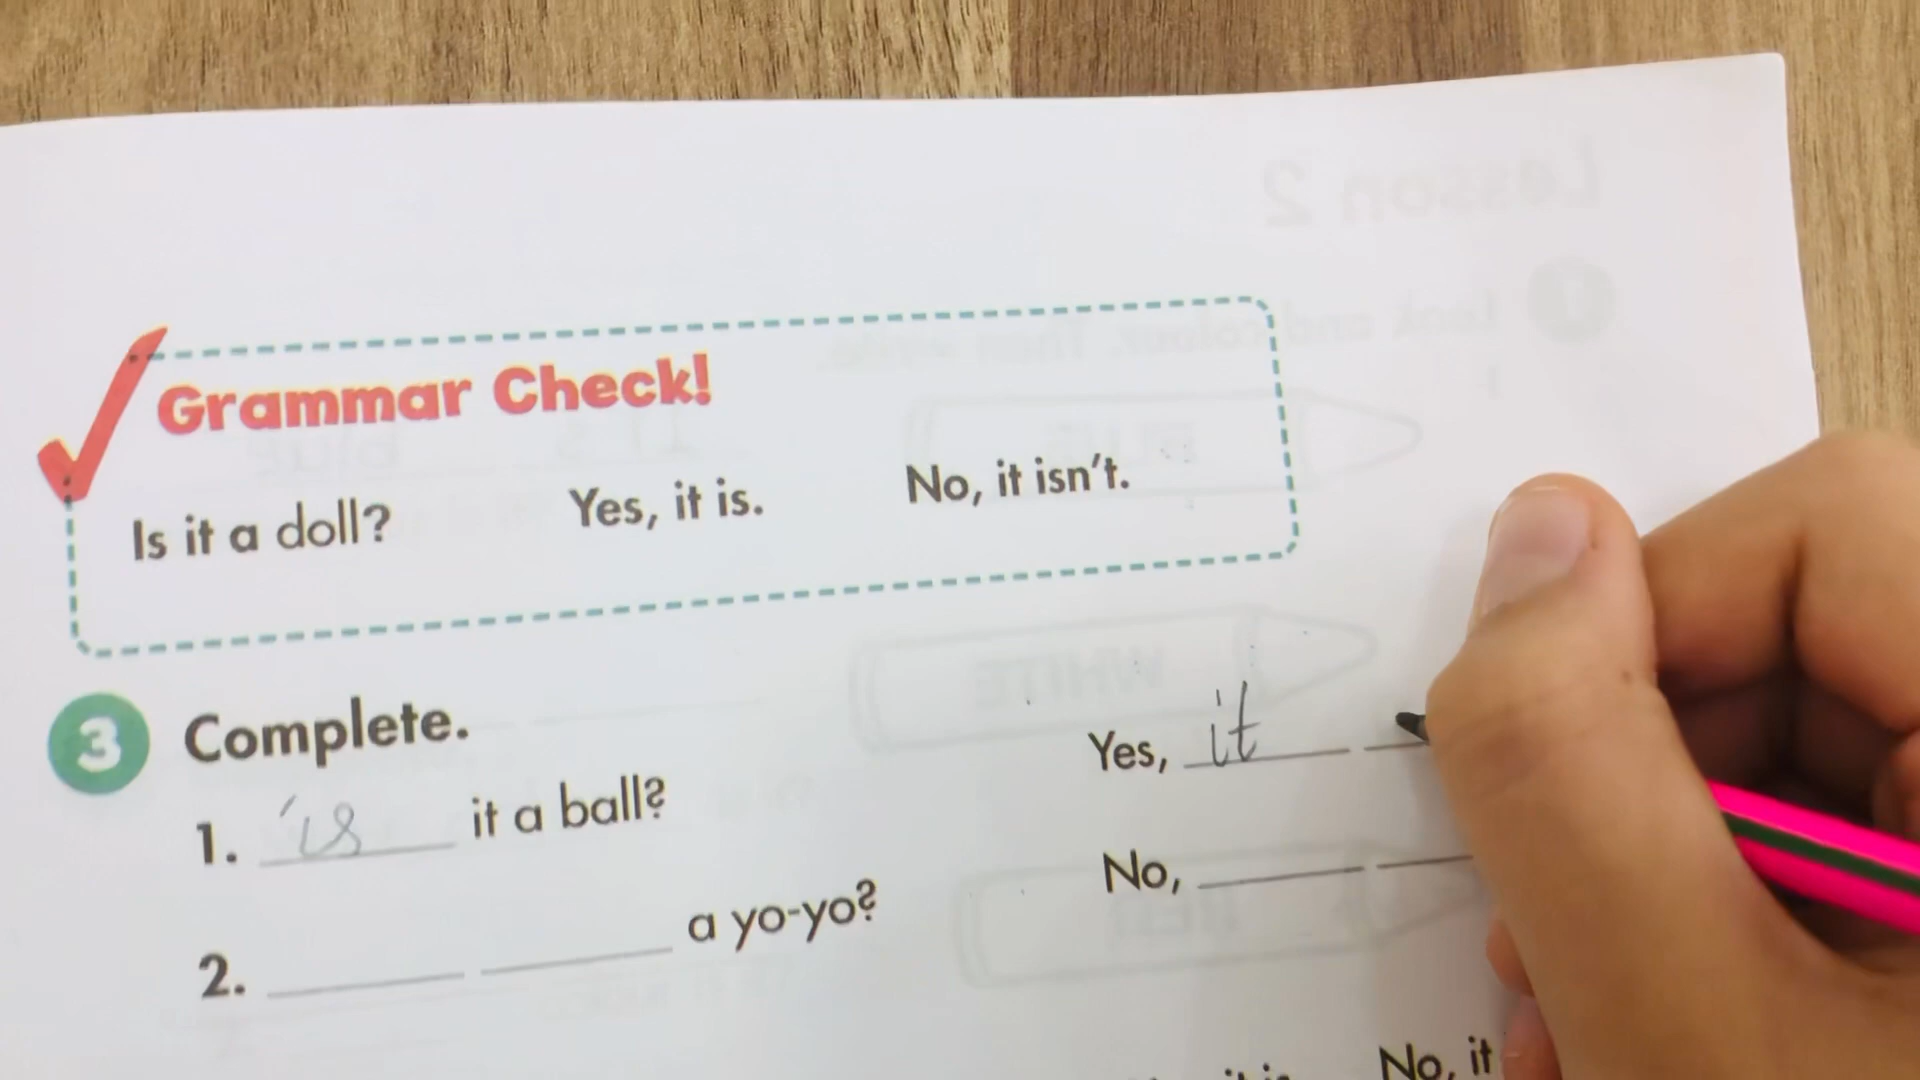 Grammar Check!
Is it a doll? Yes, it is. No, it isn't.
3 Complete.
1. is it a ball? Yes, it
2. a yo-yo? No,
No, it